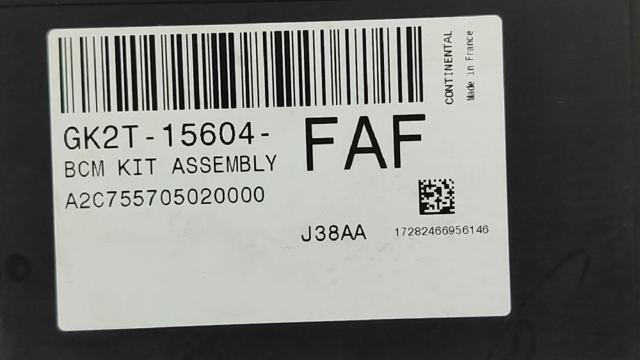 GK2T-15604- FAF
BCM KIT ASSEMBLY
A2C755705020000
J38AA 17282466956146
CONTINENTAL
Made in France